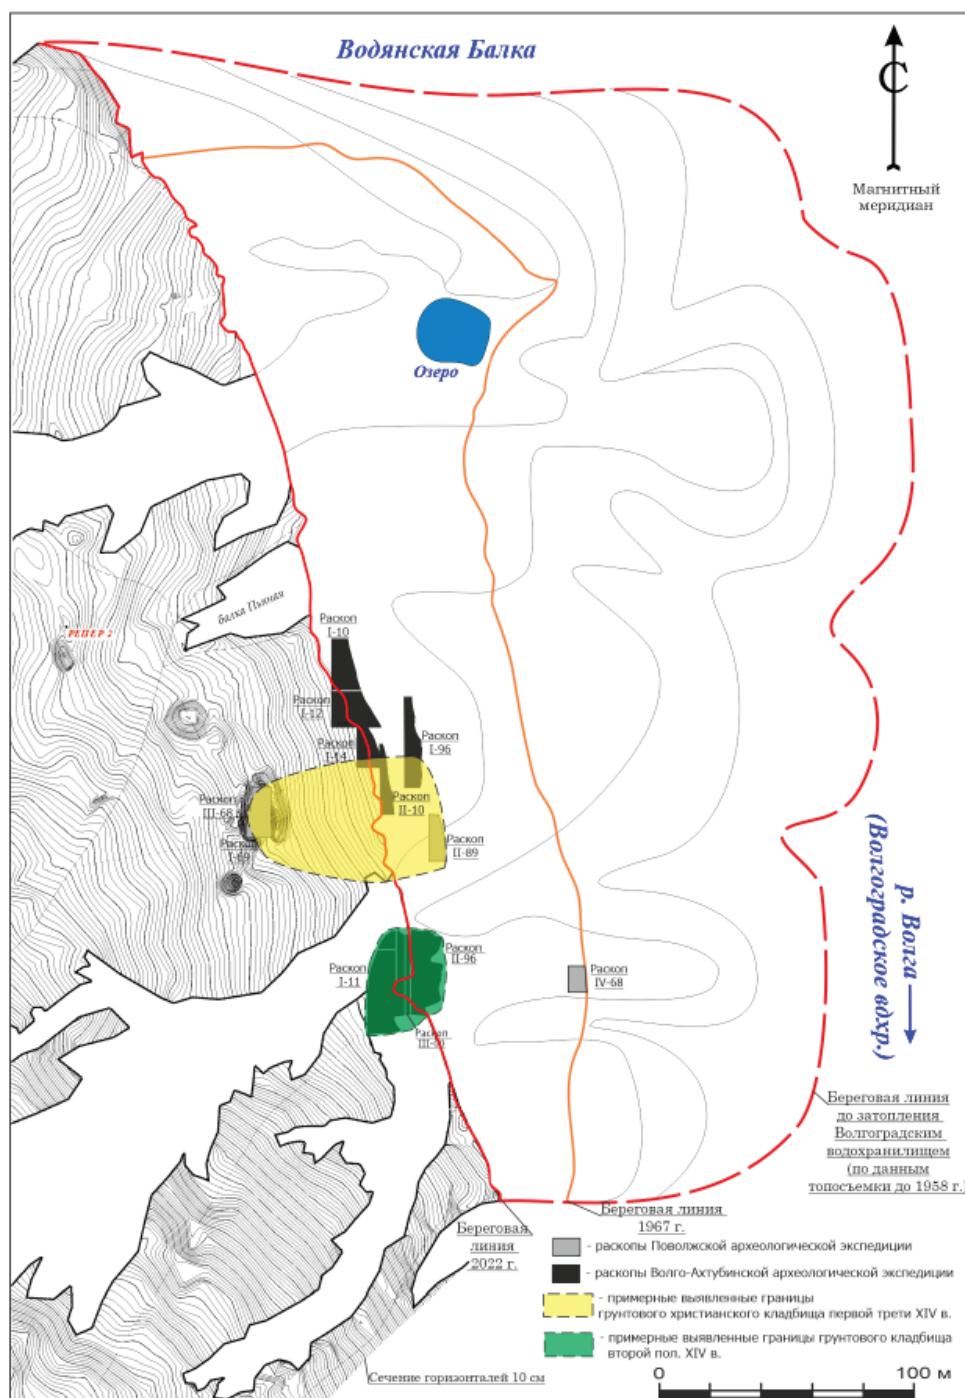 Водянская Балка
С
Магнитный
меридиан
Озеро
балка Пьяная
РЕПЕР 2
Раскоп
I-10
Раскоп
I-12
Раскоп
I-14
Раскоп
I-96
Раскоп
III-68
Раскоп
II-10
Раскоп
I-69
Раскоп
II-89
Раскоп
II-96
Раскоп
I-11
Раскоп
IV-68
Раскоп
р. Волга
(Волгоградское вдхр.)
Береговая линия
до затопления
Волгоградским
водохранилищем
(по данным
топосъемки до 1958 г.)
Береговая линия
1967 г.
Береговая
линия
2022 г.
- раскопы Поволжской археологической экспедиции
- раскопы Волго-Ахтубинской археологической экспедиции
- примерные выявленные границы
грунтового христианского кладбища первой трети XIV в.
- примерные выявленные границы грунтового кладбища
второй пол. XIV в.
Сечение горизонталей 10 см
0 100 м